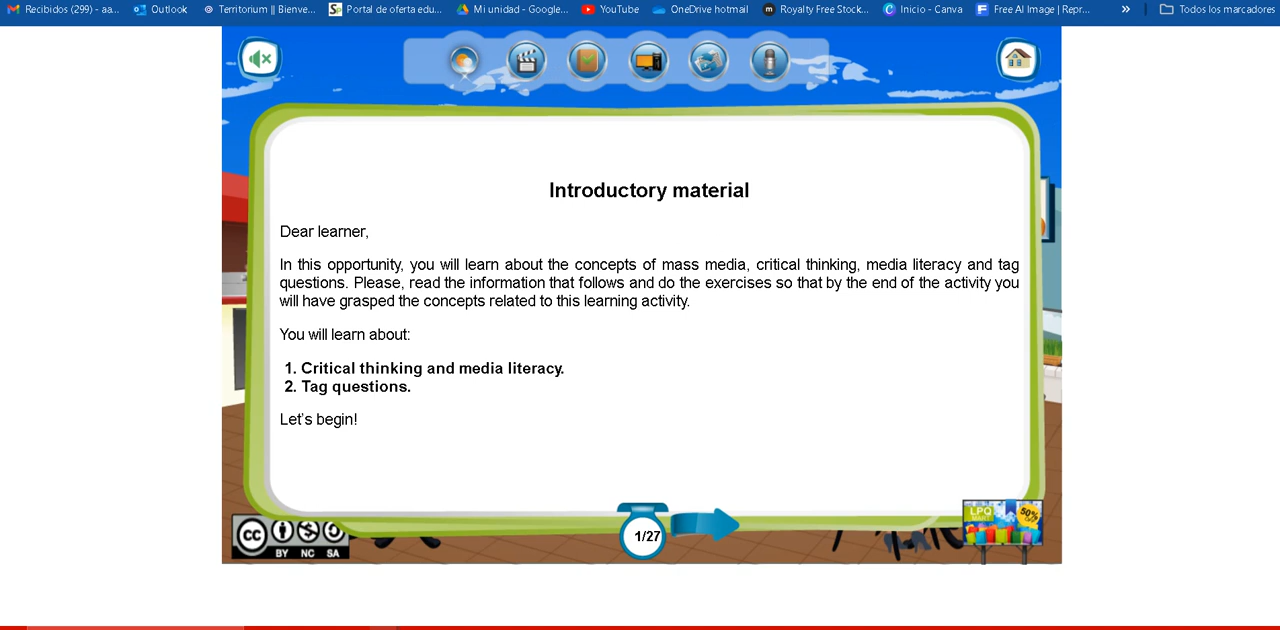 Recibidos (299) - aa... Outlook Territorium || Bienve... Portal de oferta edu... Mi unidad - Google... YouTube OneDrive hotmail Royalty Free Stock... Inicio - Canva Free AI Image | Repr... » Todos los marcadores
Introductory material
Dear learner,
In this opportunity, you will learn about the concepts of mass media, critical thinking, media literacy and tag
questions. Please, read the information that follows and do the exercises so that by the end of the activity you
will have grasped the concepts related to this learning activity.
You will learn about:
1. Critical thinking and media literacy.
2. Tag questions.
Let's begin!
LPQ
50%
1/27
cc
BY NC SA